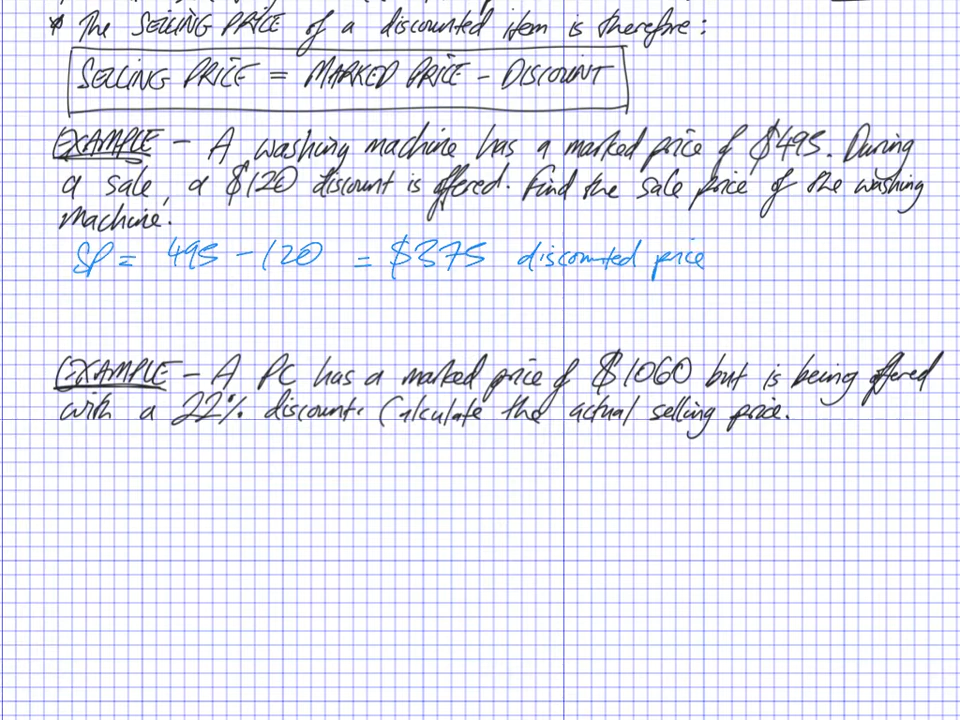 * The SELLING PRICE of a discounted item is therefore:
SELLING PRICE = MARKED PRICE - DISCOUNT
EXAMPLE - A washing machine has a marked price of $495. During
a sale, a $120 discount is offered. Find the sale price of the washing
machine.
SP = 495 - 120 = $375 discounted price
EXAMPLE - A PC has a marked price of $1060 but is being offered
with a 22% discount. Calculate the actual selling price.